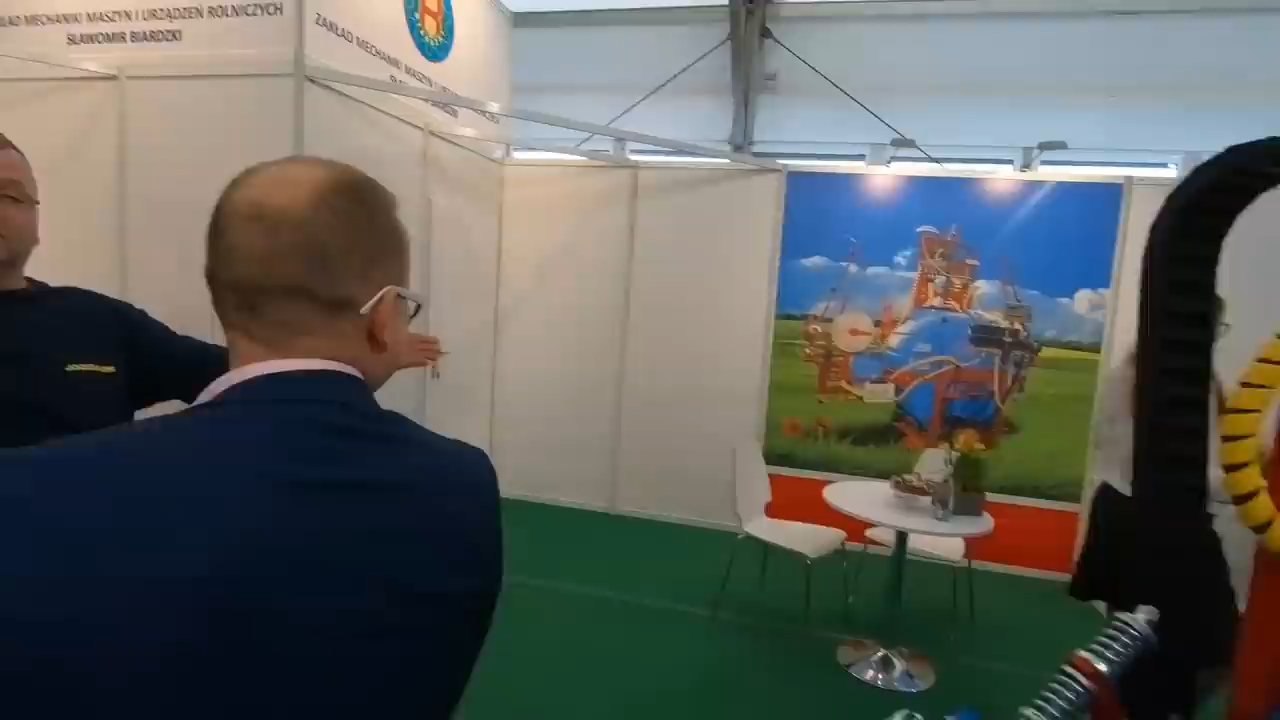 ZAKŁAD MECHANIKI MASZYN I URZĄDZEŃ ROLNICZYCH
SŁAWOMIR BIARDZKI
ZAKŁAD MECHANIKI MASZYN I